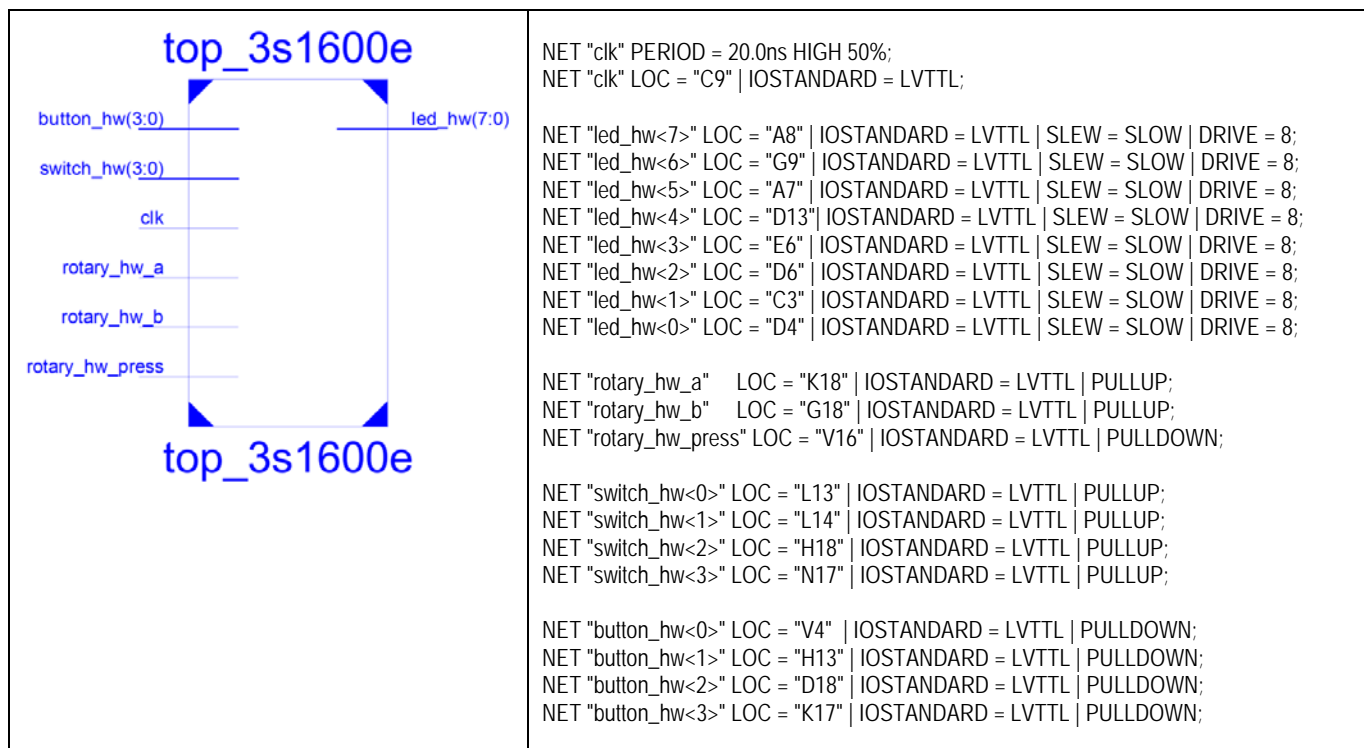 top_3s1600e
button_hw(3:0)
led_hw(7:0)
switch_hw(3:0)
clk
rotary_hw_a
rotary_hw_b
rotary_hw_press
top_3s1600e
NET "clk" PERIOD = 20.0ns HIGH 50%;
NET "clk" LOC = "C9" | IOSTANDARD = LVTTL;
NET "led_hw<7>" LOC = "A8" | IOSTANDARD = LVTTL | SLEW = SLOW | DRIVE = 8;
NET "led_hw<6>" LOC = "G9" | IOSTANDARD = LVTTL | SLEW = SLOW | DRIVE = 8;
NET "led_hw<5>" LOC = "A7" | IOSTANDARD = LVTTL | SLEW = SLOW | DRIVE = 8;
NET "led_hw<4>" LOC = "D13"| IOSTANDARD = LVTTL | SLEW = SLOW | DRIVE = 8;
NET "led_hw<3>" LOC = "E6" | IOSTANDARD = LVTTL | SLEW = SLOW | DRIVE = 8;
NET "led_hw<2>" LOC = "D6" | IOSTANDARD = LVTTL | SLEW = SLOW | DRIVE = 8;
NET "led_hw<1>" LOC = "C3" | IOSTANDARD = LVTTL | SLEW = SLOW | DRIVE = 8;
NET "led_hw<0>" LOC = "D4" | IOSTANDARD = LVTTL | SLEW = SLOW | DRIVE = 8;
NET "rotary_hw_a" LOC = "K18" | IOSTANDARD = LVTTL | PULLUP;
NET "rotary_hw_b" LOC = "G18" | IOSTANDARD = LVTTL | PULLUP;
NET "rotary_hw_press" LOC = "V16" | IOSTANDARD = LVTTL | PULLDOWN;
NET "switch_hw<0>" LOC = "L13" | IOSTANDARD = LVTTL | PULLUP;
NET "switch_hw<1>" LOC = "L14" | IOSTANDARD = LVTTL | PULLUP;
NET "switch_hw<2>" LOC = "H18" | IOSTANDARD = LVTTL | PULLUP;
NET "switch_hw<3>" LOC = "N17" | IOSTANDARD = LVTTL | PULLUP;
NET "button_hw<0>" LOC = "V4" | IOSTANDARD = LVTTL | PULLDOWN;
NET "button_hw<1>" LOC = "H13" | IOSTANDARD = LVTTL | PULLDOWN;
NET "button_hw<2>" LOC = "D18" | IOSTANDARD = LVTTL | PULLDOWN;
NET "button_hw<3>" LOC = "K17" | IOSTANDARD = LVTTL | PULLDOWN;